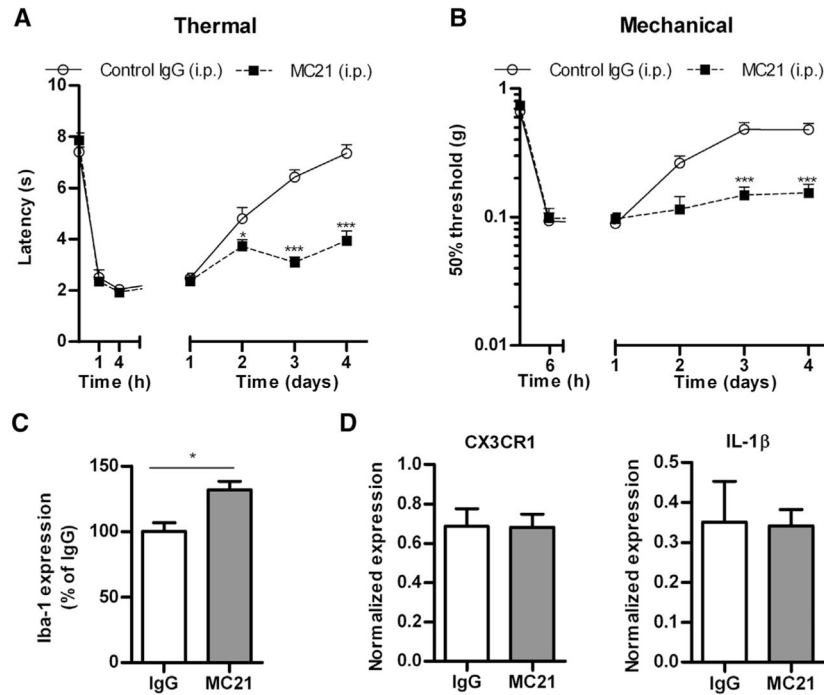 A
Thermal
Control IgG (i.p.) MC21 (i.p.)
10
8
6
4
2
0
Latency (s)
* *** ***
1 4 1 2 3 4
Time (h) Time (days)
B
Mechanical
Control IgG (i.p.) MC21 (i.p.)
1
0.1
0.01
50% threshold (g)
*** ***
6 1 2 3 4
Time (h) Time (days)
C
*
150
100
50
0
Iba-1 expression
(% of IgG)
IgG MC21
D
CX3CR1
1.0
0.8
0.6
0.4
0.2
0.0
Normalized expression
IgG MC21
IL-1β
0.5
0.4
0.3
0.2
0.1
0.0
Normalized expression
IgG MC21